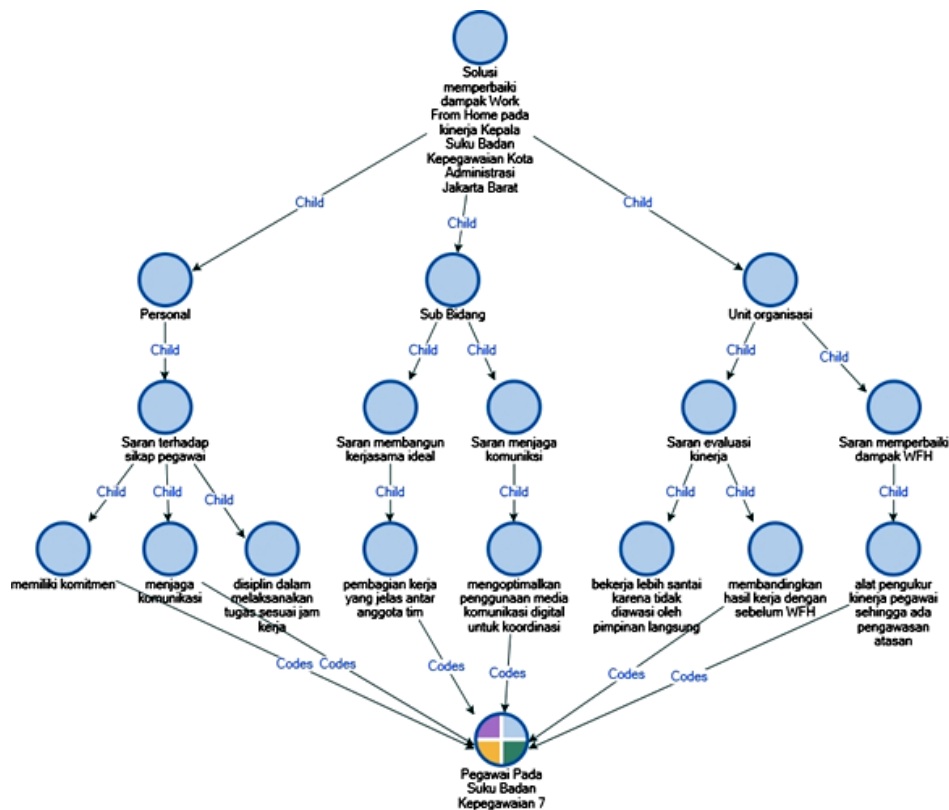 Solusi
memperbaiki
dampak Work
From Home pada
kinerja Kepala
Suku Badan
Kepegawaian Kota
Administrasi
Jakarta Barat
Child
Child
Child
Personal
Sub Bidang
Unit organisasi
Child
Child
Child
Child
Child
Saran terhadap
sikap pegawai
Saran membangun
kerjasama ideal
Saran menjaga
komuniksi
Saran evaluasi
kinerja
Saran memperbaiki
dampak WFH
Child
Child
Child
Child
Child
Child
Child
Child
memiliki komitmen
menjaga
komunikasi
disiplin dalam
melaksanakan
tugas sesuai jam
kerja
pembagian kerja
yang jelas antar
anggota tim
mengoptimalkan
penggunaan media
komunikasi digital
untuk koordinasi
bekerja lebih santai
karena tidak
diawasi oleh
pimpinan langsung
membandingkan
hasil kerja dengan
sebelum WFH
alat pengukur
kinerja pegawai
sehingga ada
pengawasan
atasan
Codes
Codes
Codes
Codes
Codes
Codes
Pegawai Pada
Suku Badan
Kepegawaian 7